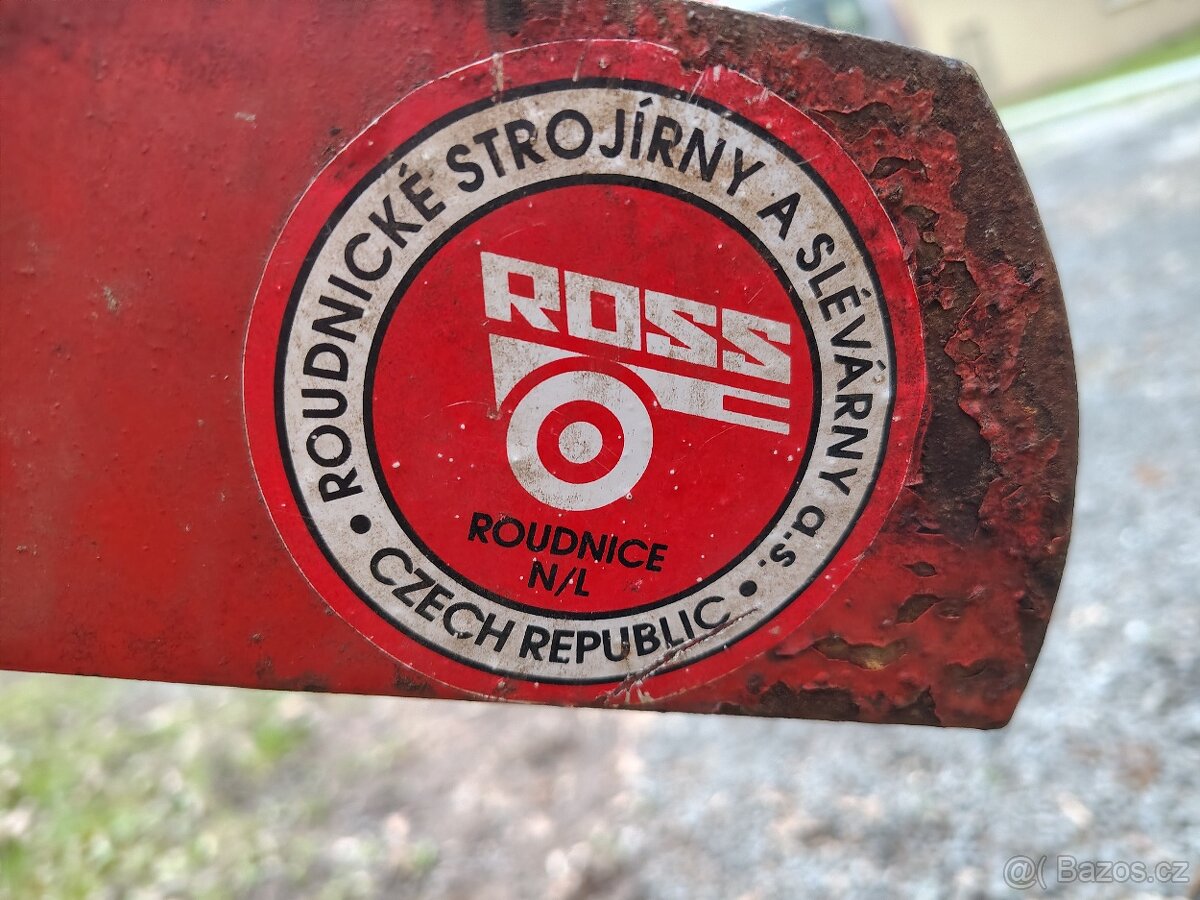 ROUDNICKÉ STROJÍRNY A SLÉVÁRNY a.s.
ROSS
ROUDNICE
N/L
• CZECH REPUBLIC •
@( Bazos.cz